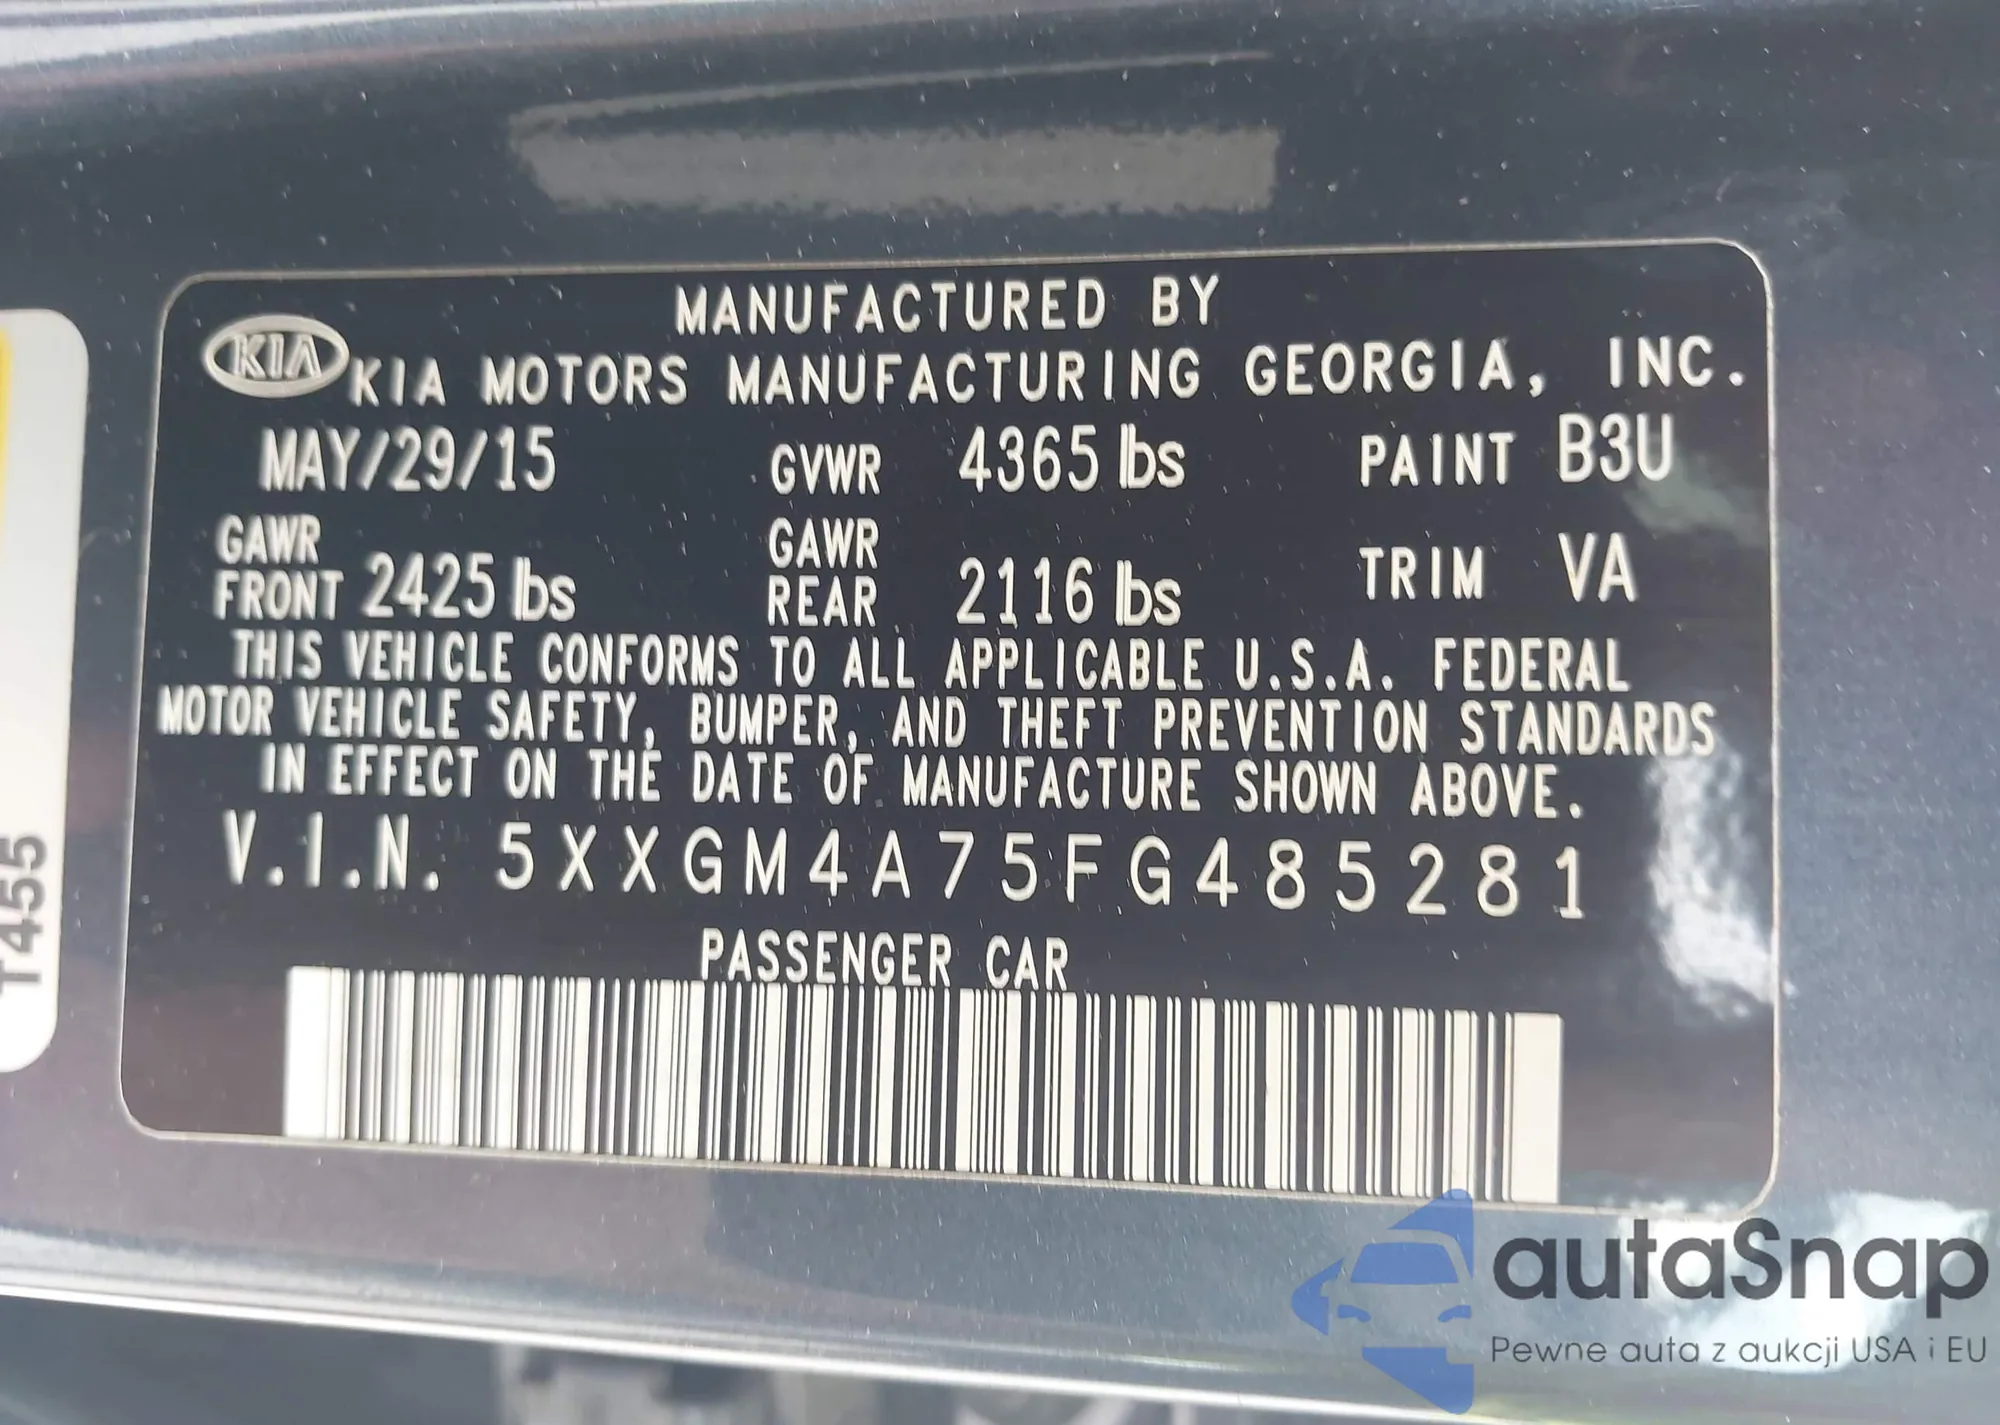 MANUFACTURED BY
KIA KIA MOTORS MANUFACTURING GEORGIA, INC.
MAY/29/15 GVWR 4365 lbs PAINT B3U
GAWR FRONT 2425 lbs GAWR REAR 2116 lbs TRIM VA
THIS VEHICLE CONFORMS TO ALL APPLICABLE U.S.A. FEDERAL
MOTOR VEHICLE SAFETY, BUMPER, AND THEFT PREVENTION STANDARDS
IN EFFECT ON THE DATE OF MANUFACTURE SHOWN ABOVE.
V.I.N. 5XXGM4A75FG485281
PASSENGER CAR
T455
autaSnap
Pewne auta z aukcji USA i EU